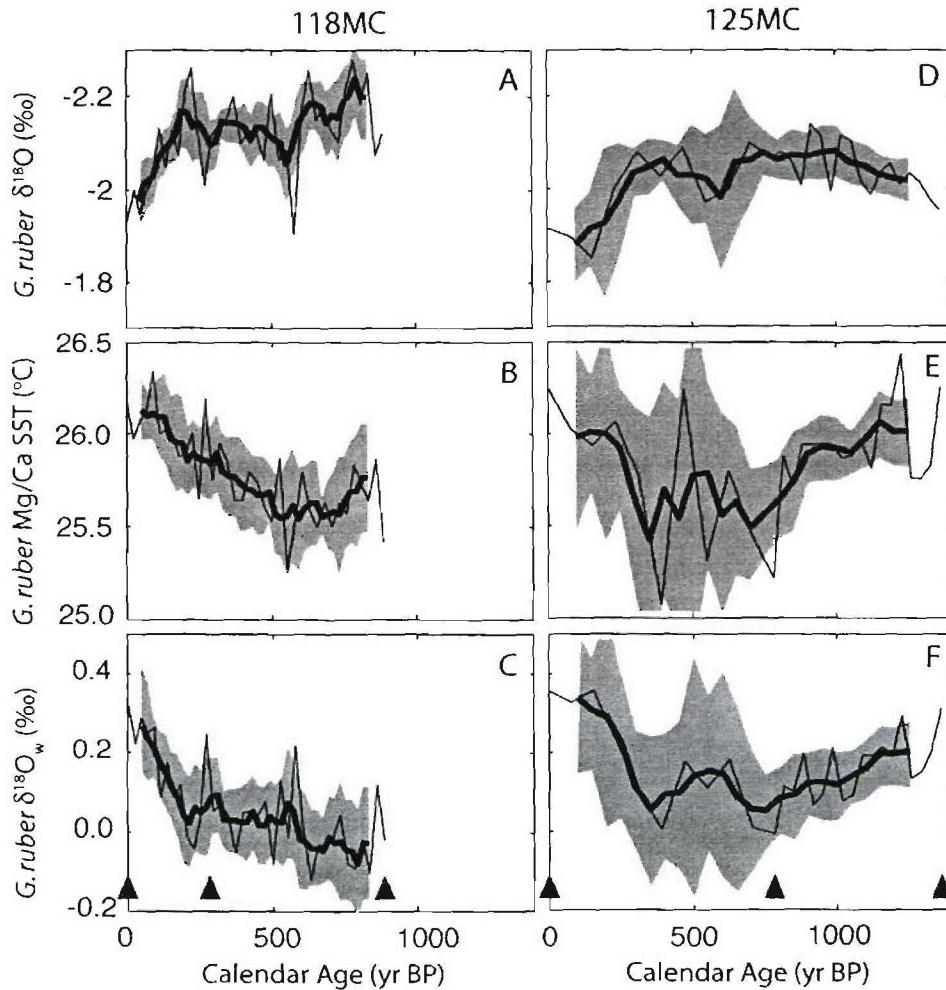 118MC
125MC
A
D
-2.2
-2
-1.8
G.ruber δ¹⁸O (‰)
B
E
26.5
26.0
25.5
25.0
G.ruber Mg/Ca SST (°C)
C
F
0.4
0.2
0.0
-0.2
G.ruber δ¹⁸O_w (‰)
0 500 1000
0 500 1000
Calendar Age (yr BP)
Calendar Age (yr BP)